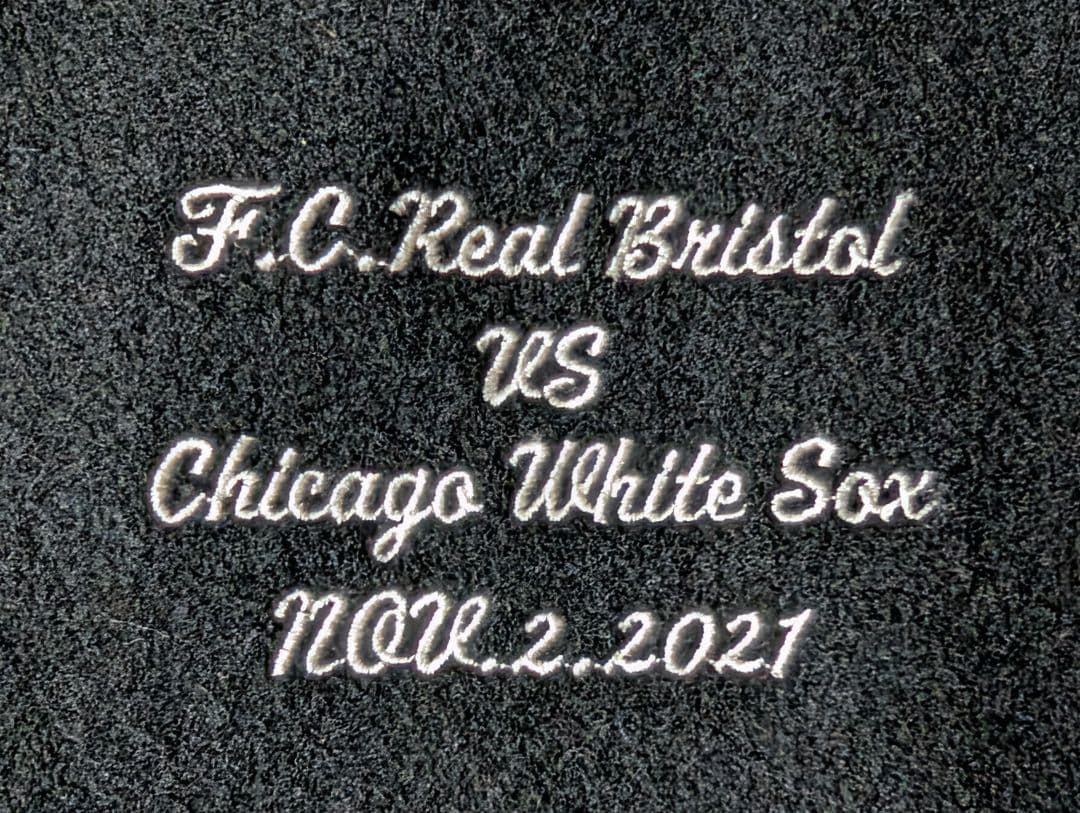 F.C.Real Bristol
VS
Chicago White Sox
NOV.2.2021